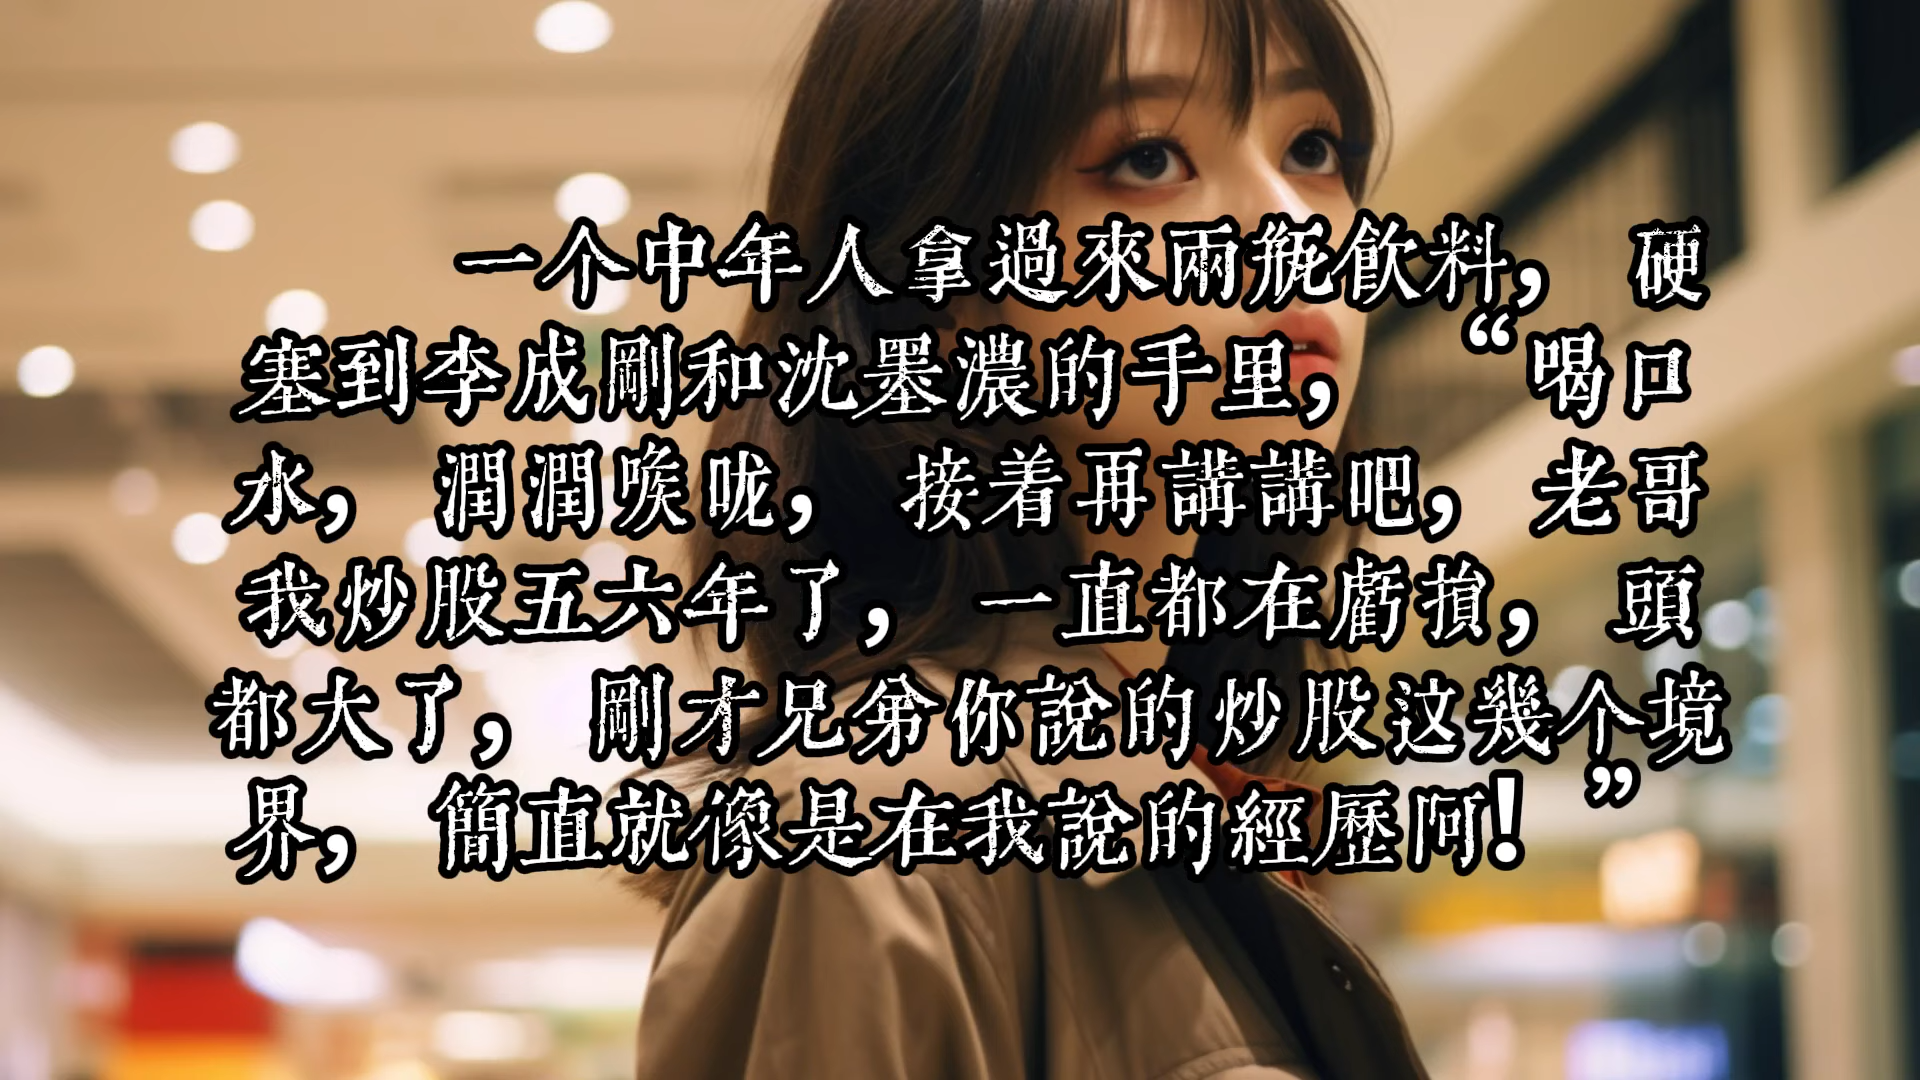 一个中年人拿過來兩瓶飲料，硬
塞到李成剛和沈墨濃的手里，“喝口
水，潤潤喉咙，接着再講講吧，老哥
我炒股五六年了，一直都在虧損，頭
都大了，剛才兄弟你說的炒股这幾个境
界，簡直就像是在我說的經歷阿！”